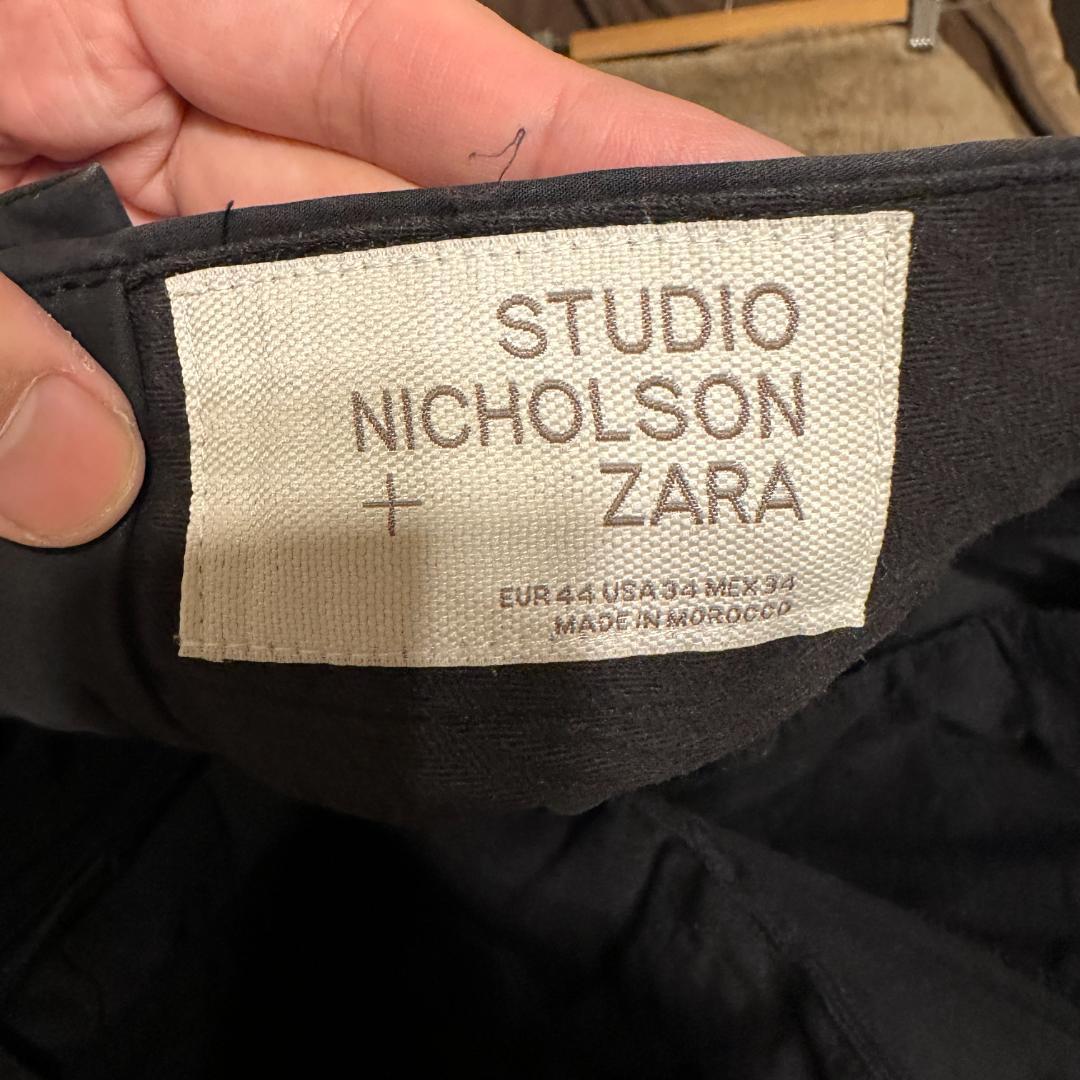 STUDIO
NICHOLSON
+ ZARA
EUR 44 USA 34 MEX 34
MADE IN MOROCCO